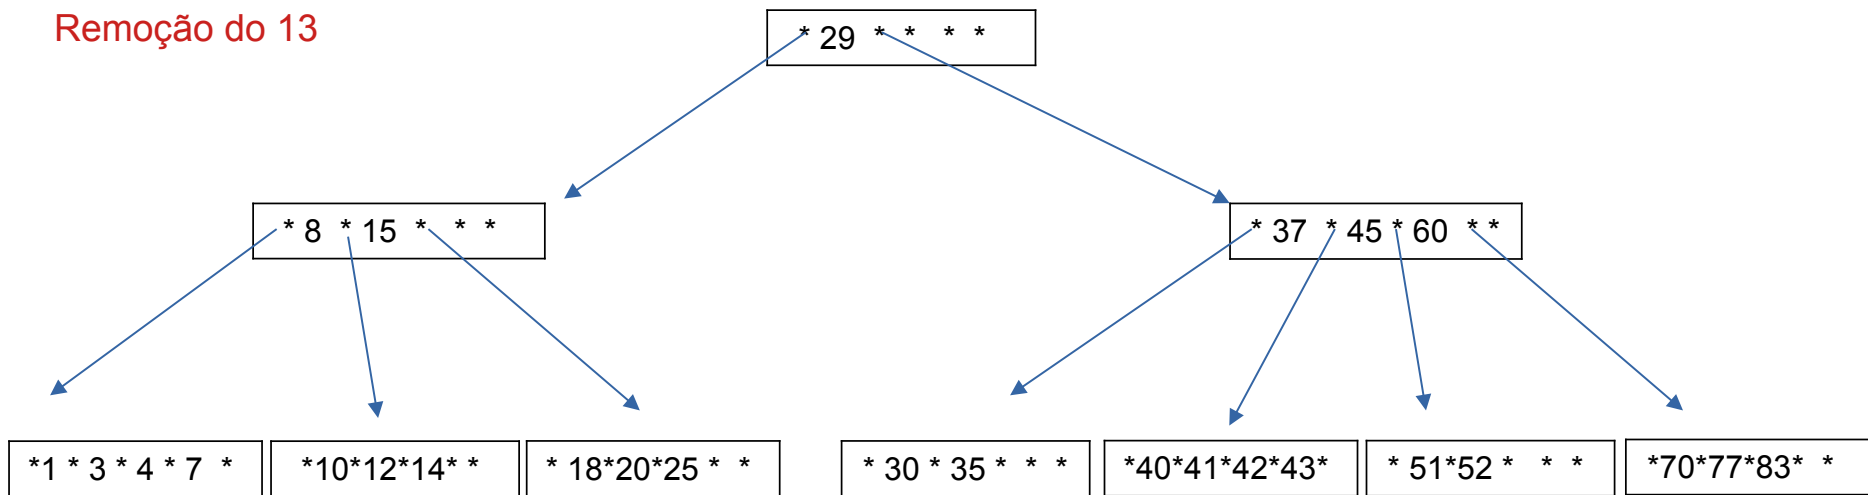 Remoção do 13
* 29 * * * *
* 8 * 15 * * *
* 37 * 45 * 60 * *
*1 * 3 * 4 * 7 *
*10*12*14* *
* 18*20*25 * *
* 30 * 35 * * *
*40*41*42*43*
* 51*52 * * *
*70*77*83* *